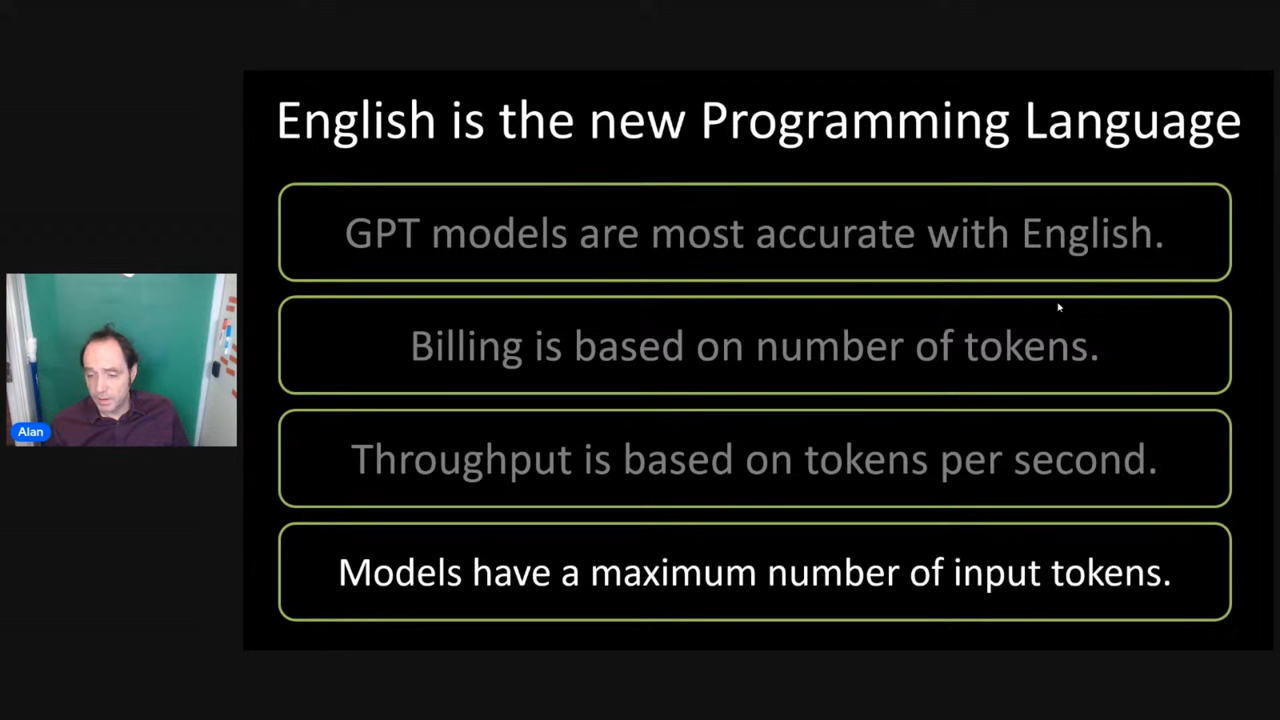 English is the new Programming Language
GPT models are most accurate with English.
Billing is based on number of tokens.
Throughput is based on tokens per second.
Models have a maximum number of input tokens.
Alan